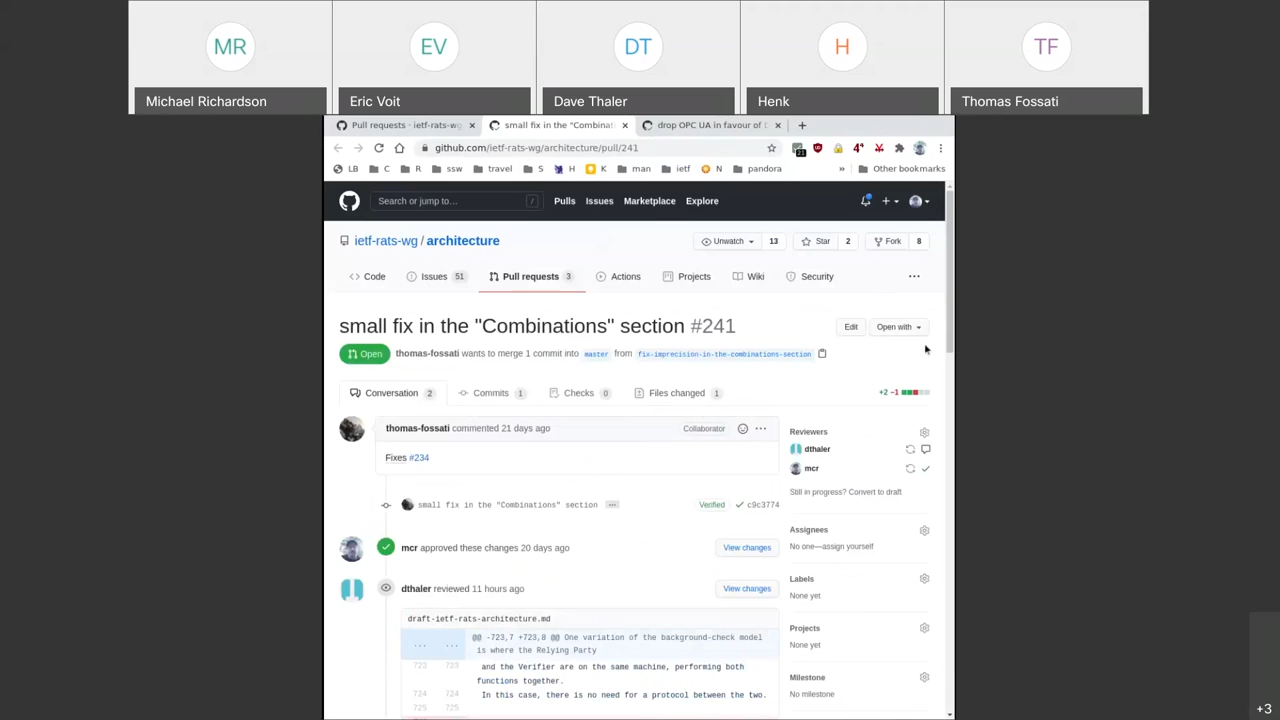 MR
EV
DT
H
TF
Michael Richardson
Eric Voit
Dave Thaler
Henk
Thomas Fossati
Pull requests · ietf-rats-wg
small fix in the "Combinat
drop OPC UA in favour of
github.com/ietf-rats-wg/architecture/pull/241
21
LB
C
R
ssw
travel
S
H
K
man
ietf
N
pandora
»
Other bookmarks
Search or jump to…
/
Pulls
Issues
Marketplace
Explore
ietf-rats-wg / architecture
Unwatch
13
Star
2
Fork
8
Code
Issues 51
Pull requests 3
Actions
Projects
Wiki
Security
small fix in the "Combinations" section #241
Edit
Open with
Open
thomas-fossati wants to merge 1 commit into master from fix-imprecision-in-the-combinations-section
Conversation 2
Commits 1
Checks 0
Files changed 1
+2 −1
thomas-fossati commented 21 days ago
Collaborator
Fixes #234
small fix in the "Combinations" section
Verified
c9c3774
mcr approved these changes 20 days ago
View changes
dthaler reviewed 11 hours ago
View changes
draft-ietf-rats-architecture.md
... ... @@ -723,7 +723,8 @@ One variation of the background-check model
is where the Relying Party
723 723 and the Verifier are on the same machine, performing both
functions together.
724 724 In this case, there is no need for a protocol between the two.
725 725
Reviewers
dthaler
mcr
Still in progress? Convert to draft
Assignees
No one—assign yourself
Labels
None yet
Projects
None yet
Milestone
No milestone
+3